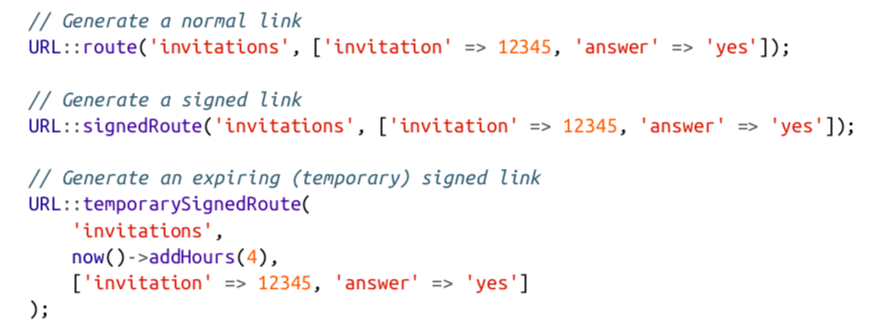 // Generate a normal link
URL::route('invitations', ['invitation' => 12345, 'answer' => 'yes']);
// Generate a signed link
URL::signedRoute('invitations', ['invitation' => 12345, 'answer' => 'yes']);
// Generate an expiring (temporary) signed link
URL::temporarySignedRoute(
    'invitations',
    now()->addHours(4),
    ['invitation' => 12345, 'answer' => 'yes']
);